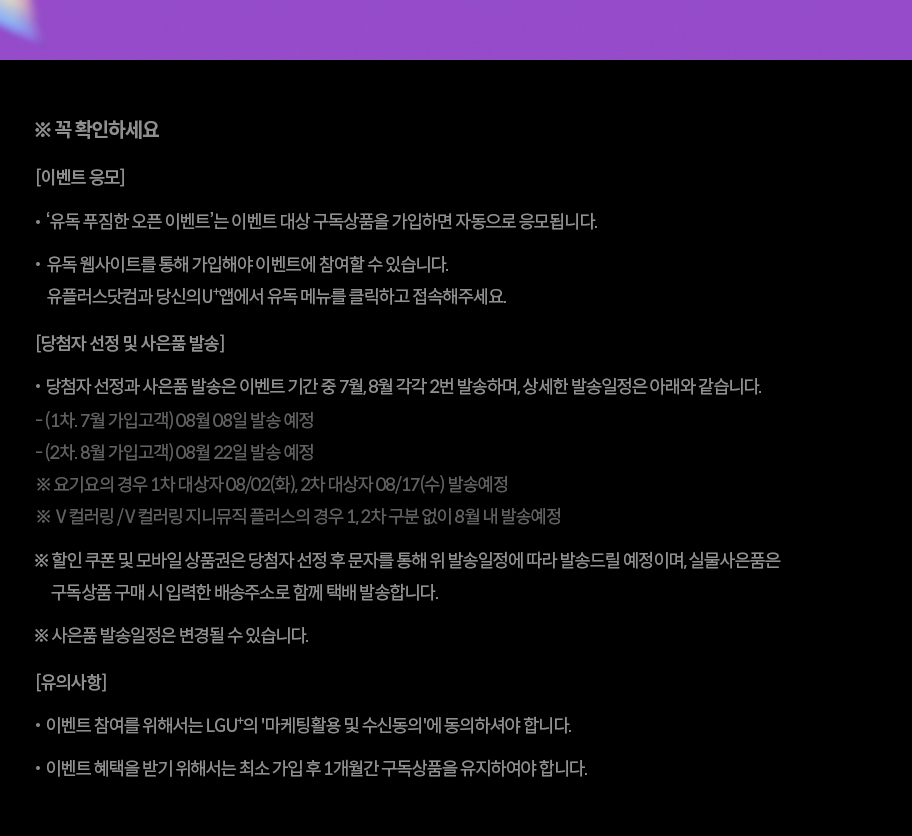 ※ 꼭 확인하세요
[이벤트 응모]
• ‘유독 푸짐한 오픈 이벤트’는 이벤트 대상 구독상품을 가입하면 자동으로 응모됩니다.
• 유독 웹사이트를 통해 가입해야 이벤트에 참여할 수 있습니다.
유플러스닷컴과 당신의U⁺앱에서 유독 메뉴를 클릭하고 접속해주세요.
[당첨자 선정 및 사은품 발송]
• 당첨자 선정과 사은품 발송은 이벤트 기간 중 7월, 8월 각각 2번 발송하며, 상세한 발송일정은 아래와 같습니다.
- (1차. 7월 가입고객) 08월 08일 발송 예정
- (2차. 8월 가입고객) 08월 22일 발송 예정
※ 요기요의 경우 1차 대상자 08/02(화), 2차 대상자 08/17(수) 발송예정
※ V 컬러링 / V 컬러링 지니뮤직 플러스의 경우 1, 2차 구분 없이 8월 내 발송예정
※ 할인 쿠폰 및 모바일 상품권은 당첨자 선정 후 문자를 통해 위 발송일정에 따라 발송드릴 예정이며, 실물사은품은
구독상품 구매 시 입력한 배송주소로 함께 택배 발송합니다.
※ 사은품 발송일정은 변경될 수 있습니다.
[유의사항]
• 이벤트 참여를 위해서는 LGU⁺의 '마케팅활용 및 수신동의'에 동의하셔야 합니다.
• 이벤트 혜택을 받기 위해서는 최소 가입 후 1개월간 구독상품을 유지하여야 합니다.